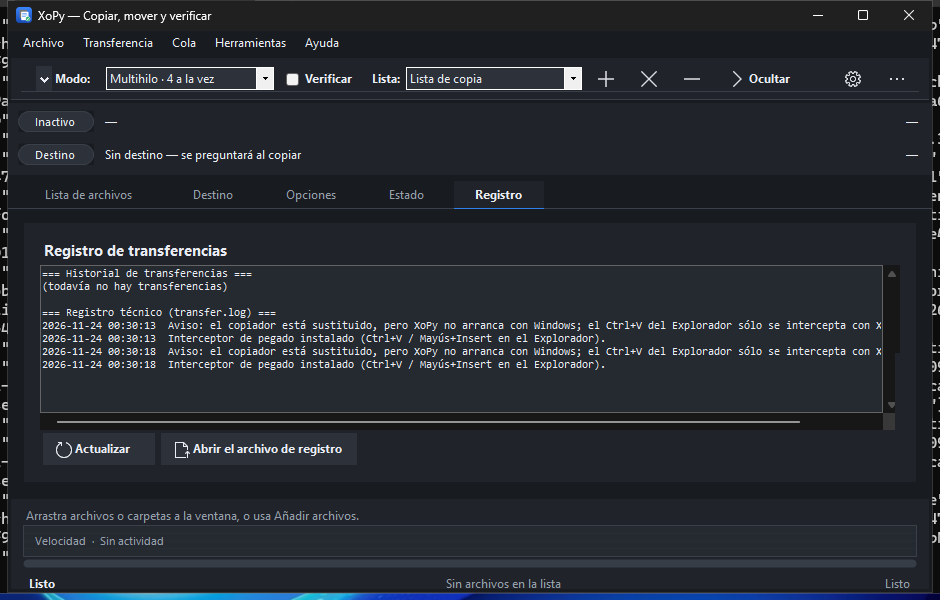 XoPy — Copiar, mover y verificar
Archivo Transferencia Cola Herramientas Ayuda
Modo: Multihilo · 4 a la vez Verificar Lista: Lista de copia Ocultar
Inactivo —
Destino Sin destino — se preguntará al copiar
Lista de archivos Destino Opciones Estado Registro
Registro de transferencias
=== Historial de transferencias ===
(todavía no hay transferencias)
=== Registro técnico (transfer.log) ===
2026-11-24 00:30:13 Aviso: el copiador está sustituido, pero XoPy no arranca con Windows; el Ctrl+V del Explorador sólo se intercepta con X
2026-11-24 00:30:13 Interceptor de pegado instalado (Ctrl+V / Mayús+Insert en el Explorador).
2026-11-24 00:30:18 Aviso: el copiador está sustituido, pero XoPy no arranca con Windows; el Ctrl+V del Explorador sólo se intercepta con X
2026-11-24 00:30:18 Interceptor de pegado instalado (Ctrl+V / Mayús+Insert en el Explorador).
Actualizar Abrir el archivo de registro
Arrastra archivos o carpetas a la ventana, o usa Añadir archivos.
Velocidad · Sin actividad
Listo Sin archivos en la lista Listo